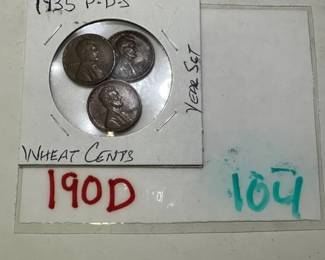 1935 P-D-S
YEAR SET
WHEAT CENTS
190D
104